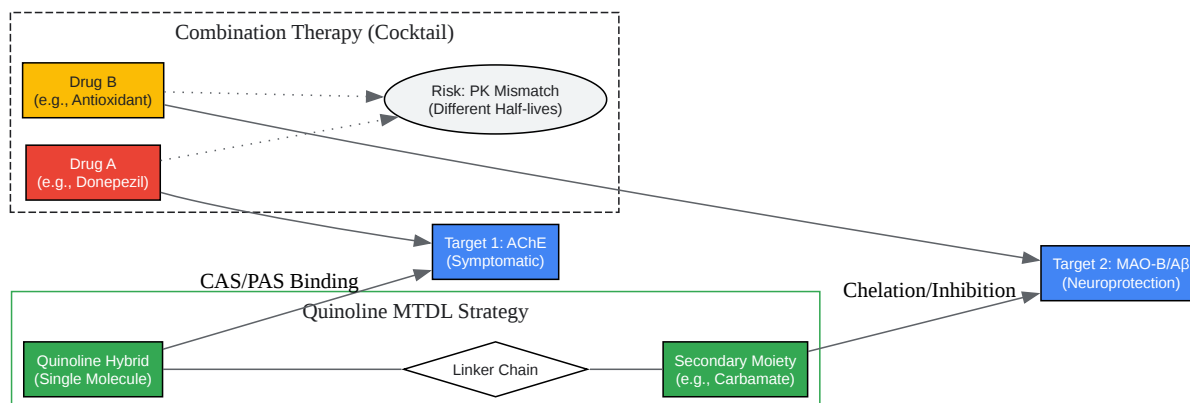 Combination Therapy (Cocktail)
Drug B
(e.g., Antioxidant)
Risk: PK Mismatch
(Different Half-lives)
Drug A
(e.g., Donepezil)
Target 1: AChE
(Symptomatic)
Target 2: MAO-B/Aβ
(Neuroprotection)
CAS/PAS Binding
Chelation/Inhibition
Quinoline MTDL Strategy
Quinoline Hybrid
(Single Molecule)
Linker Chain
Secondary Moiety
(e.g., Carbamate)